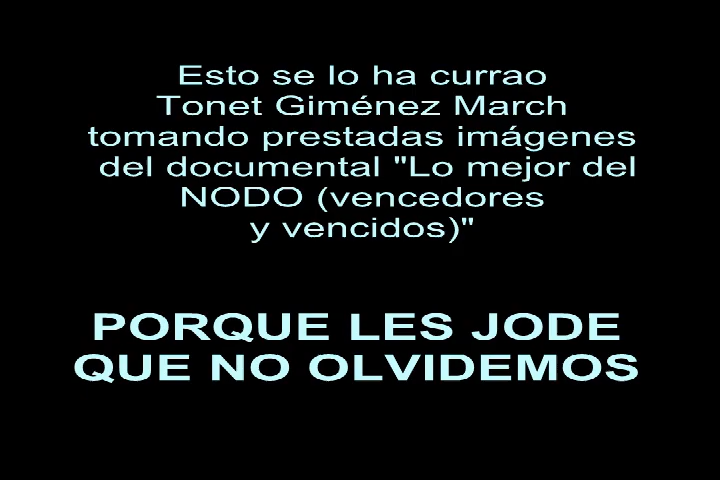 Esto se lo ha currao
Tonet Giménez March
tomando prestadas imágenes
del documental "Lo mejor del
NODO (vencedores
y vencidos)"
PORQUE LES JODE
QUE NO OLVIDEMOS